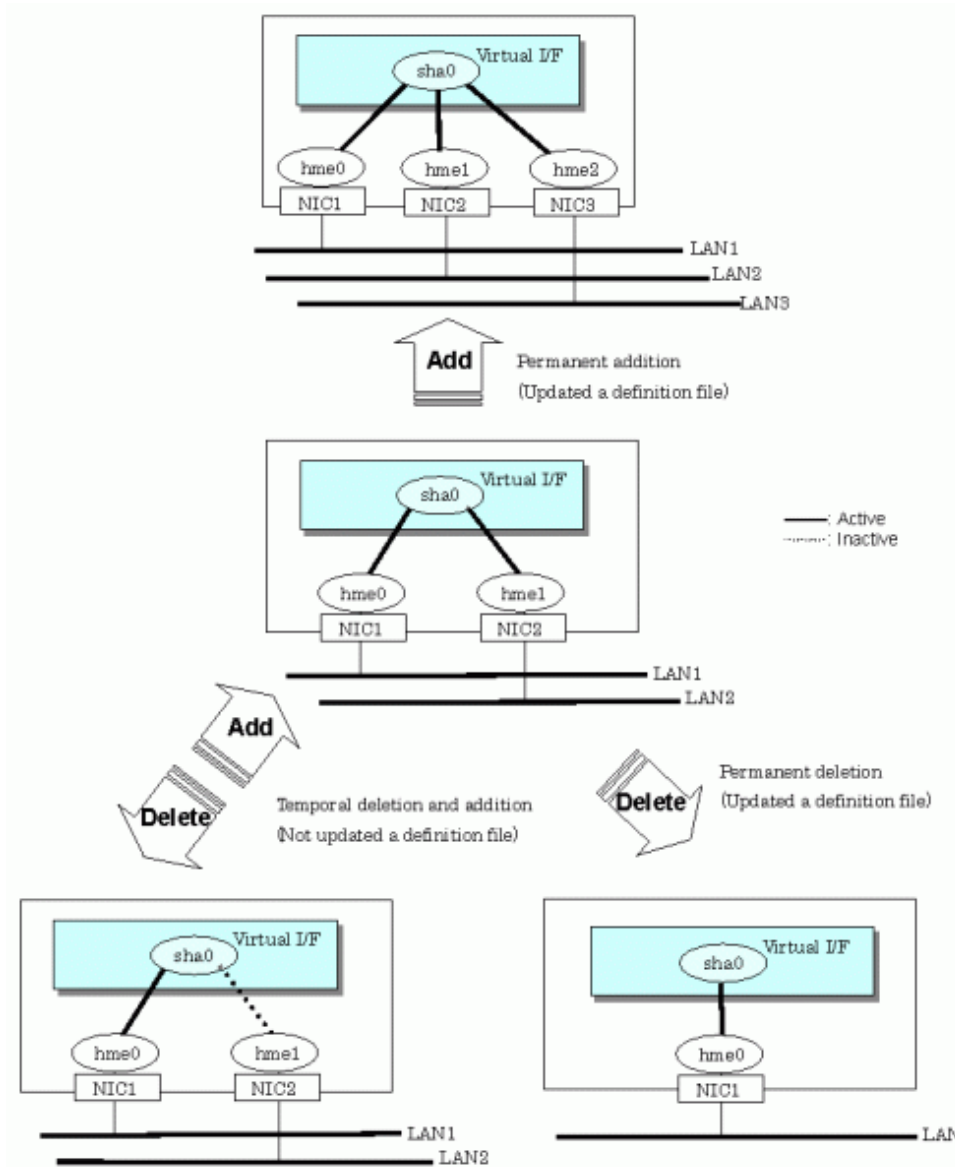 Virtual I/F
sha0
hme0
hme1
hme2
NIC1
NIC2
NIC3
LAN1
LAN2
LAN3
Add
Permanent addition
(Updated a definition file)
Virtual I/F
sha0
: Active
: Inactive
hme0
hme1
NIC1
NIC2
LAN1
LAN2
Add
Delete
Temporal deletion and addition
(Not updated a definition file)
Delete
Permanent deletion
(Updated a definition file)
Virtual I/F
sha0
hme0
hme1
NIC1
NIC2
LAN1
LAN2
Virtual I/F
sha0
hme0
NIC1
LAN